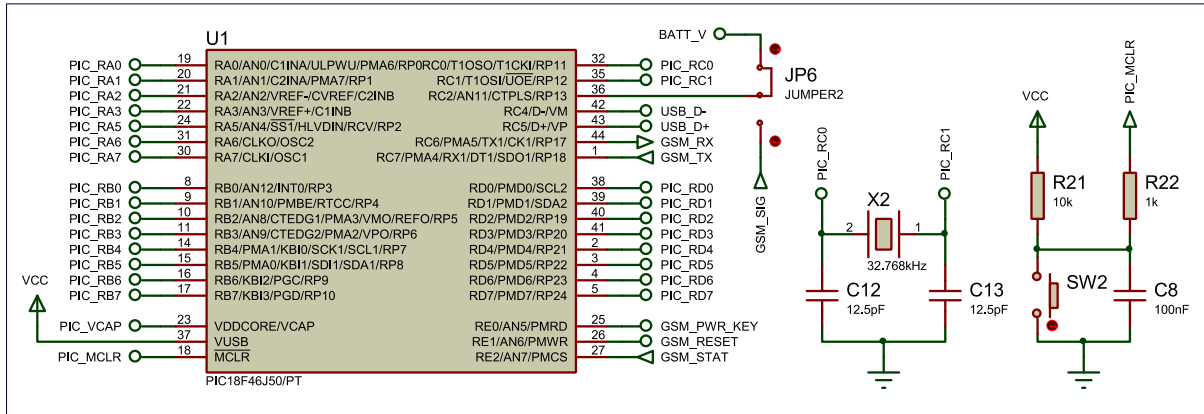 U1
PIC_RA0 19 RA0/AN0/C1INA/ULPWU/PMA6/RP0 RC0/T1OSO/T1CKI/RP11 32 PIC_RC0
PIC_RA1 20 RA1/AN1/C2INA/PMA7/RP1 RC1/T1OSI/UOE/RP12 35 PIC_RC1
PIC_RA2 21 RA2/AN2/VREF-/CVREF/C2INB RC2/AN11/CTPLS/RP13 36
PIC_RA3 22 RA3/AN3/VREF+/C1INB RC4/D-/VM 42 USB_D-
PIC_RA5 24 RA5/AN4/SS1/HLVDIN/RCV/RP2 RC5/D+/VP 43 USB_D+
PIC_RA6 31 RA6/CLKO/OSC2 RC6/PMA5/TX1/CK1/RP17 44 GSM_RX
PIC_RA7 30 RA7/CLKI/OSC1 RC7/PMA4/RX1/DT1/SDO1/RP18 1 GSM_TX
PIC_RB0 8 RB0/AN12/INT0/RP3 RD0/PMD0/SCL2 38 PIC_RD0
PIC_RB1 9 RB1/AN10/PMBE/RTCC/RP4 RD1/PMD1/SDA2 39 PIC_RD1
PIC_RB2 10 RB2/AN8/CTEDG1/PMA3/VMO/REFO/RP5 RD2/PMD2/RP19 40 PIC_RD2
PIC_RB3 11 RB3/AN9/CTEDG2/PMA2/VPO/RP6 RD3/PMD3/RP20 41 PIC_RD3
PIC_RB4 14 RB4/PMA1/KBI0/SCK1/SCL1/RP7 RD4/PMD4/RP21 2 PIC_RD4
PIC_RB5 15 RB5/PMA0/KBI1/SDI1/SDA1/RP8 RD5/PMD5/RP22 3 PIC_RD5
PIC_RB6 16 RB6/KBI2/PGC/RP9 RD6/PMD6/RP23 4 PIC_RD6
PIC_RB7 17 RB7/KBI3/PGD/RP10 RD7/PMD7/RP24 5 PIC_RD7
VCC
PIC_VCAP 23 VDDCORE/VCAP RE0/AN5/PMRD 25 GSM_PWR_KEY
37 VUSB RE1/AN6/PMWR 26 GSM_RESET
PIC_MCLR 18 MCLR RE2/AN7/PMCS 27 GSM_STAT
PIC18F46J50/PT
BATT_V
JP6
JUMPER2
GSM_SIG
PIC_RC0
PIC_RC1
X2
2 1
32.768kHz
C12
12.5pF
C13
12.5pF
VCC
PIC_MCLR
R21
10k
R22
1k
SW2
C8
100nF